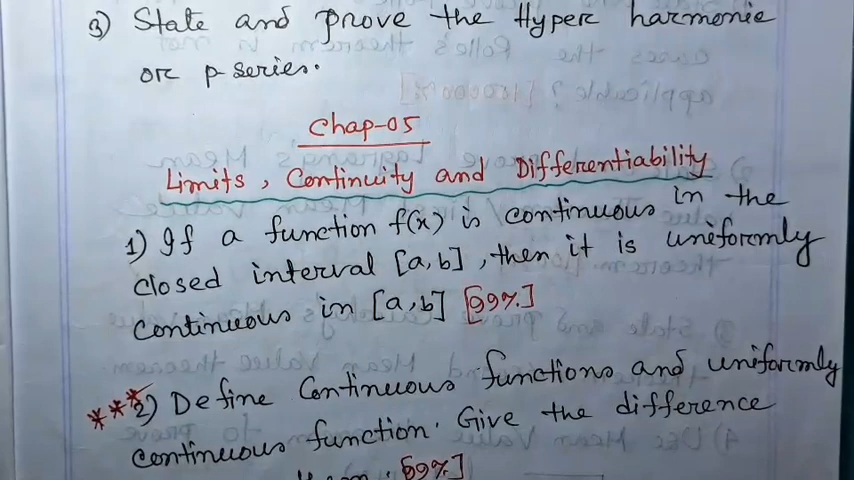 3) State and prove the Hyper harmonic
or p-series.
Chap-05
Limits, Continuity and Differentiability
1) If a function f(x) is continuous in the
closed interval [a,b], then it is uniformly
continuous in [a,b] [99%]
***2) Define Continuous functions and uniformly
continuous function. Give the difference
[99%]